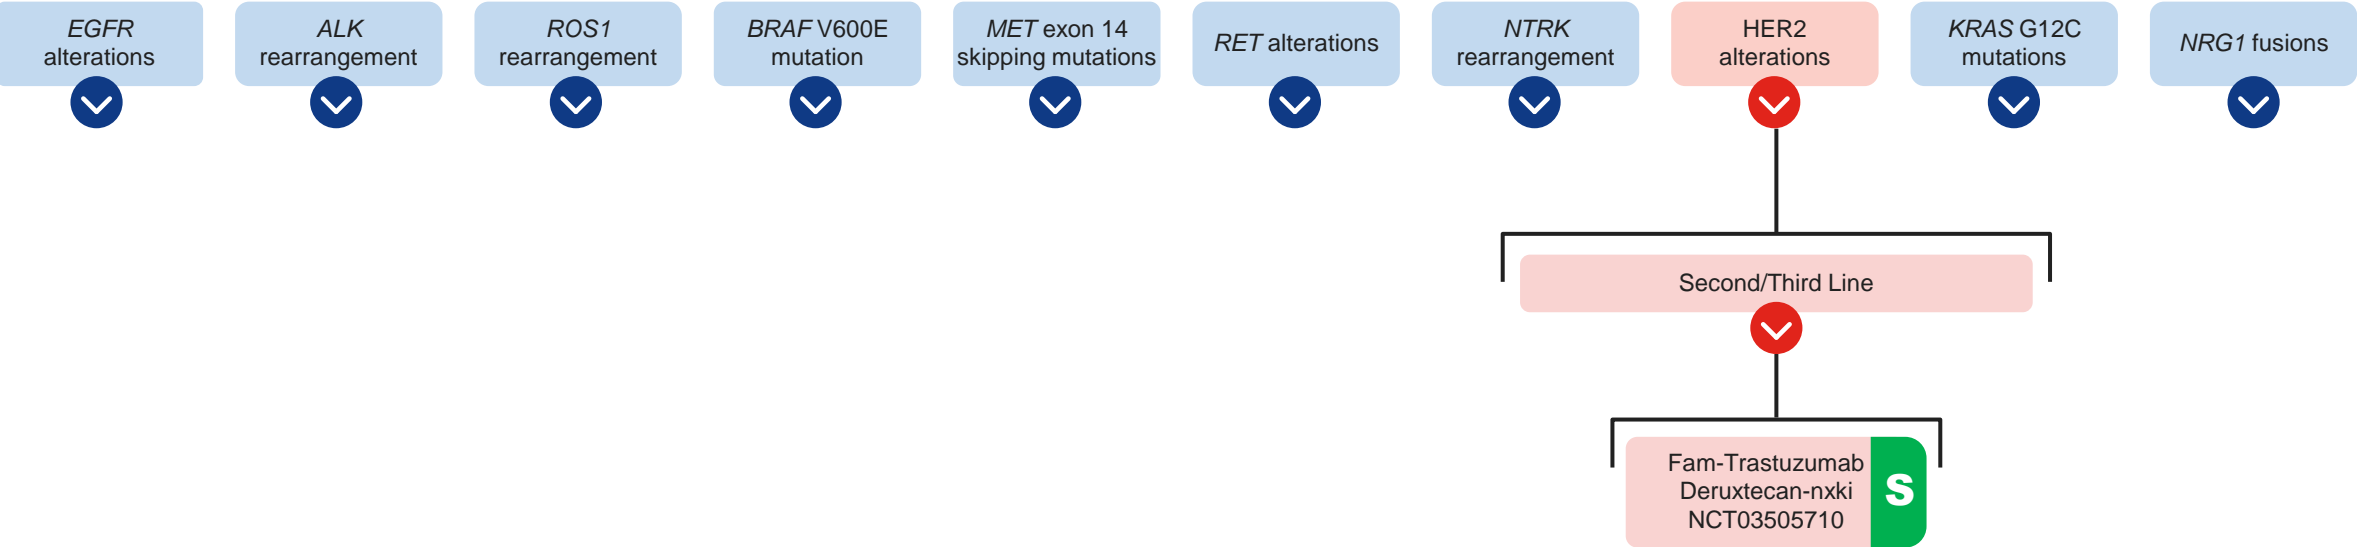 EGFR
alterations
ALK
rearrangement
ROS1
rearrangement
BRAF V600E
mutation
MET exon 14
skipping mutations
RET alterations
NTRK
rearrangement
HER2
alterations
KRAS G12C
mutations
NRG1 fusions
Second/Third Line
Fam-Trastuzumab
Deruxtecan-nxki
NCT03505710
S